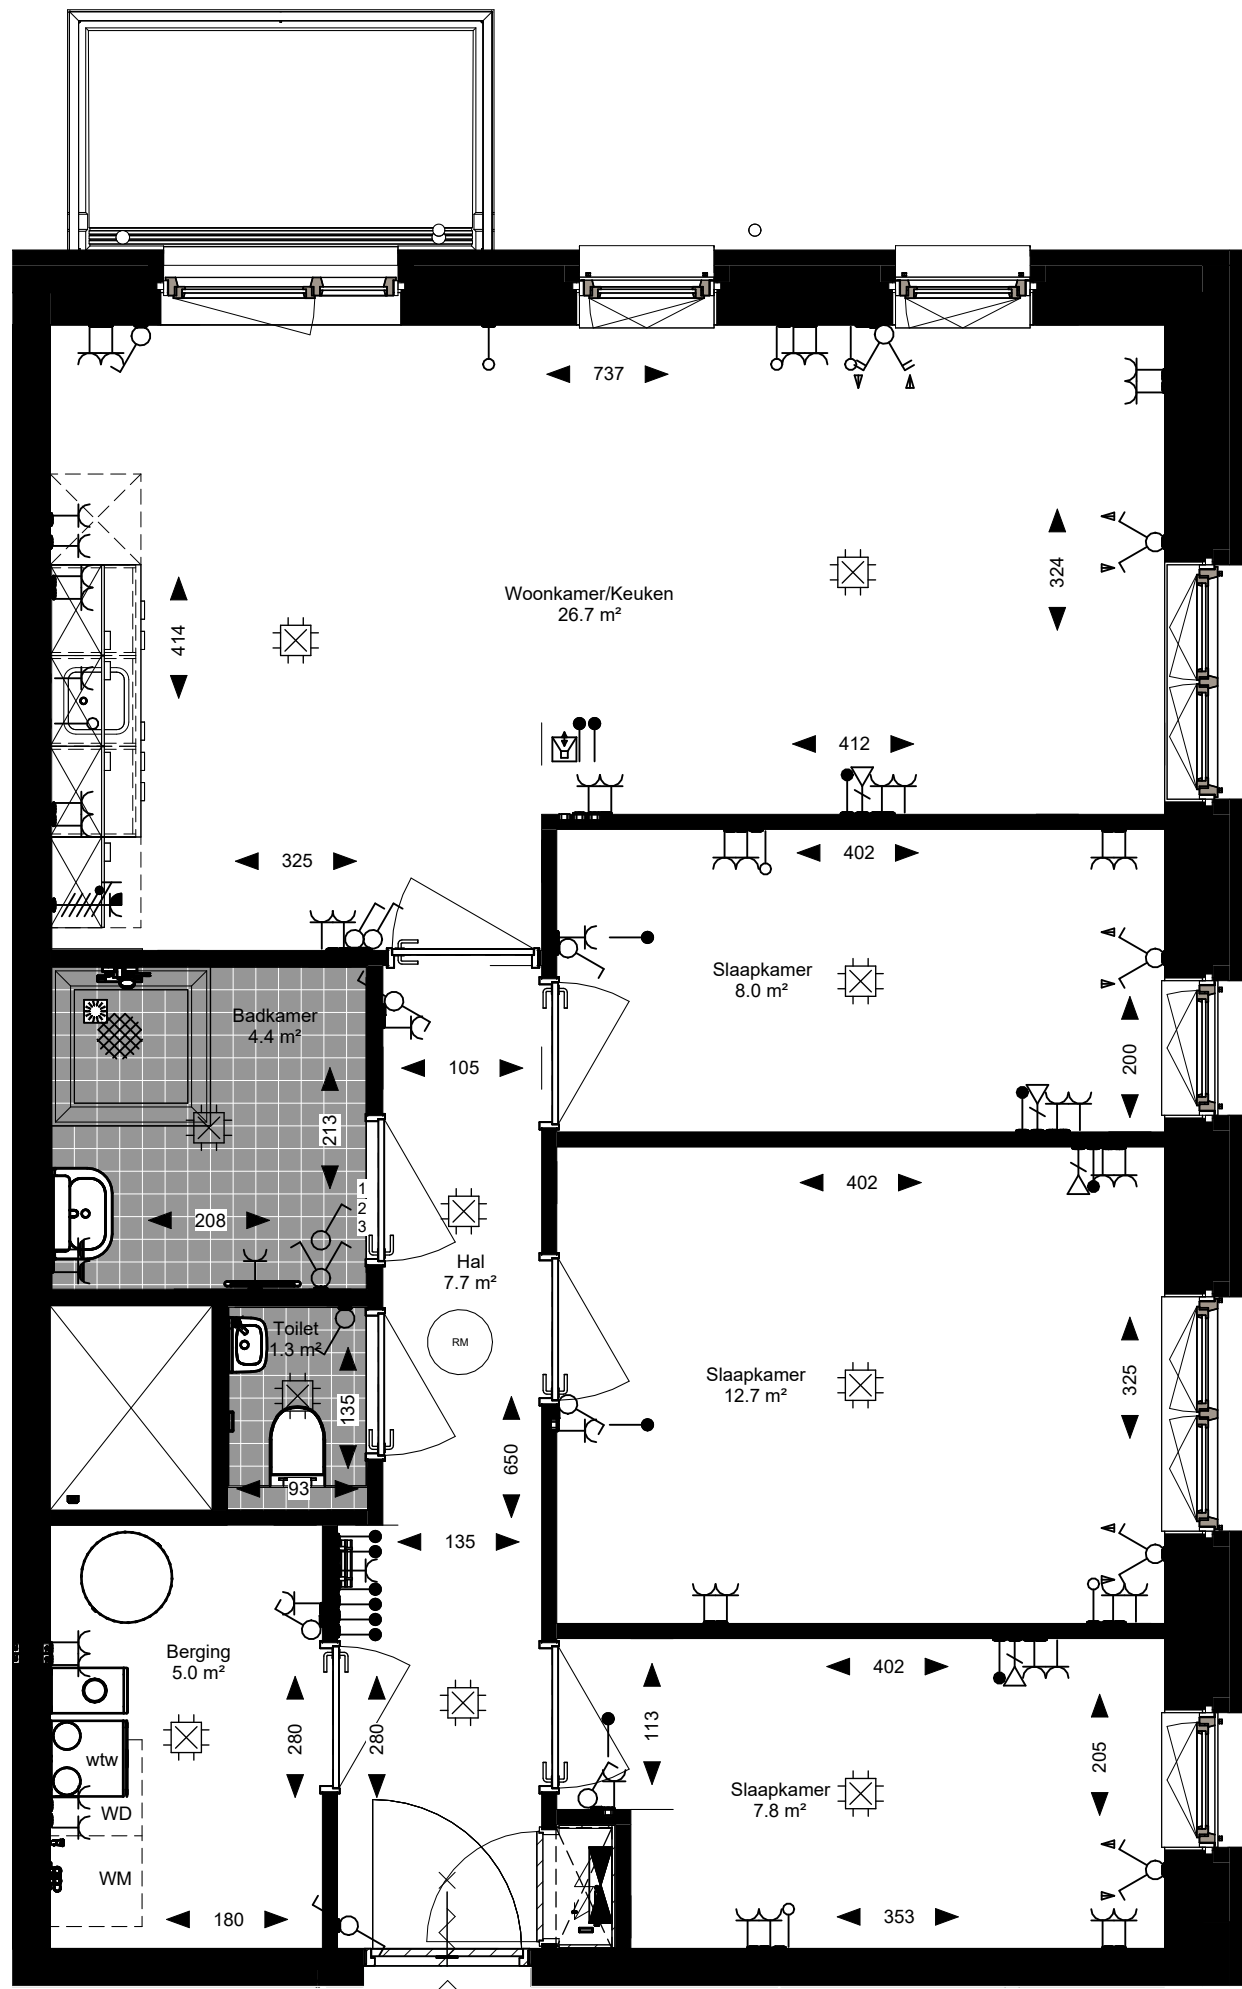 737
324
Woonkamer/Keuken
26.7 m²
414
412
325
402
Slaapkamer
8.0 m²
Badkamer
4.4 m²
200
105
213
402
1
2
3
208
Hal
7.7 m²
Toilet
1.3 m²
RM
Slaapkamer
12.7 m²
325
135
650
93
135
Berging
5.0 m²
402
280
280
113
205
wtw
Slaapkamer
7.8 m²
WD
WM
180
353